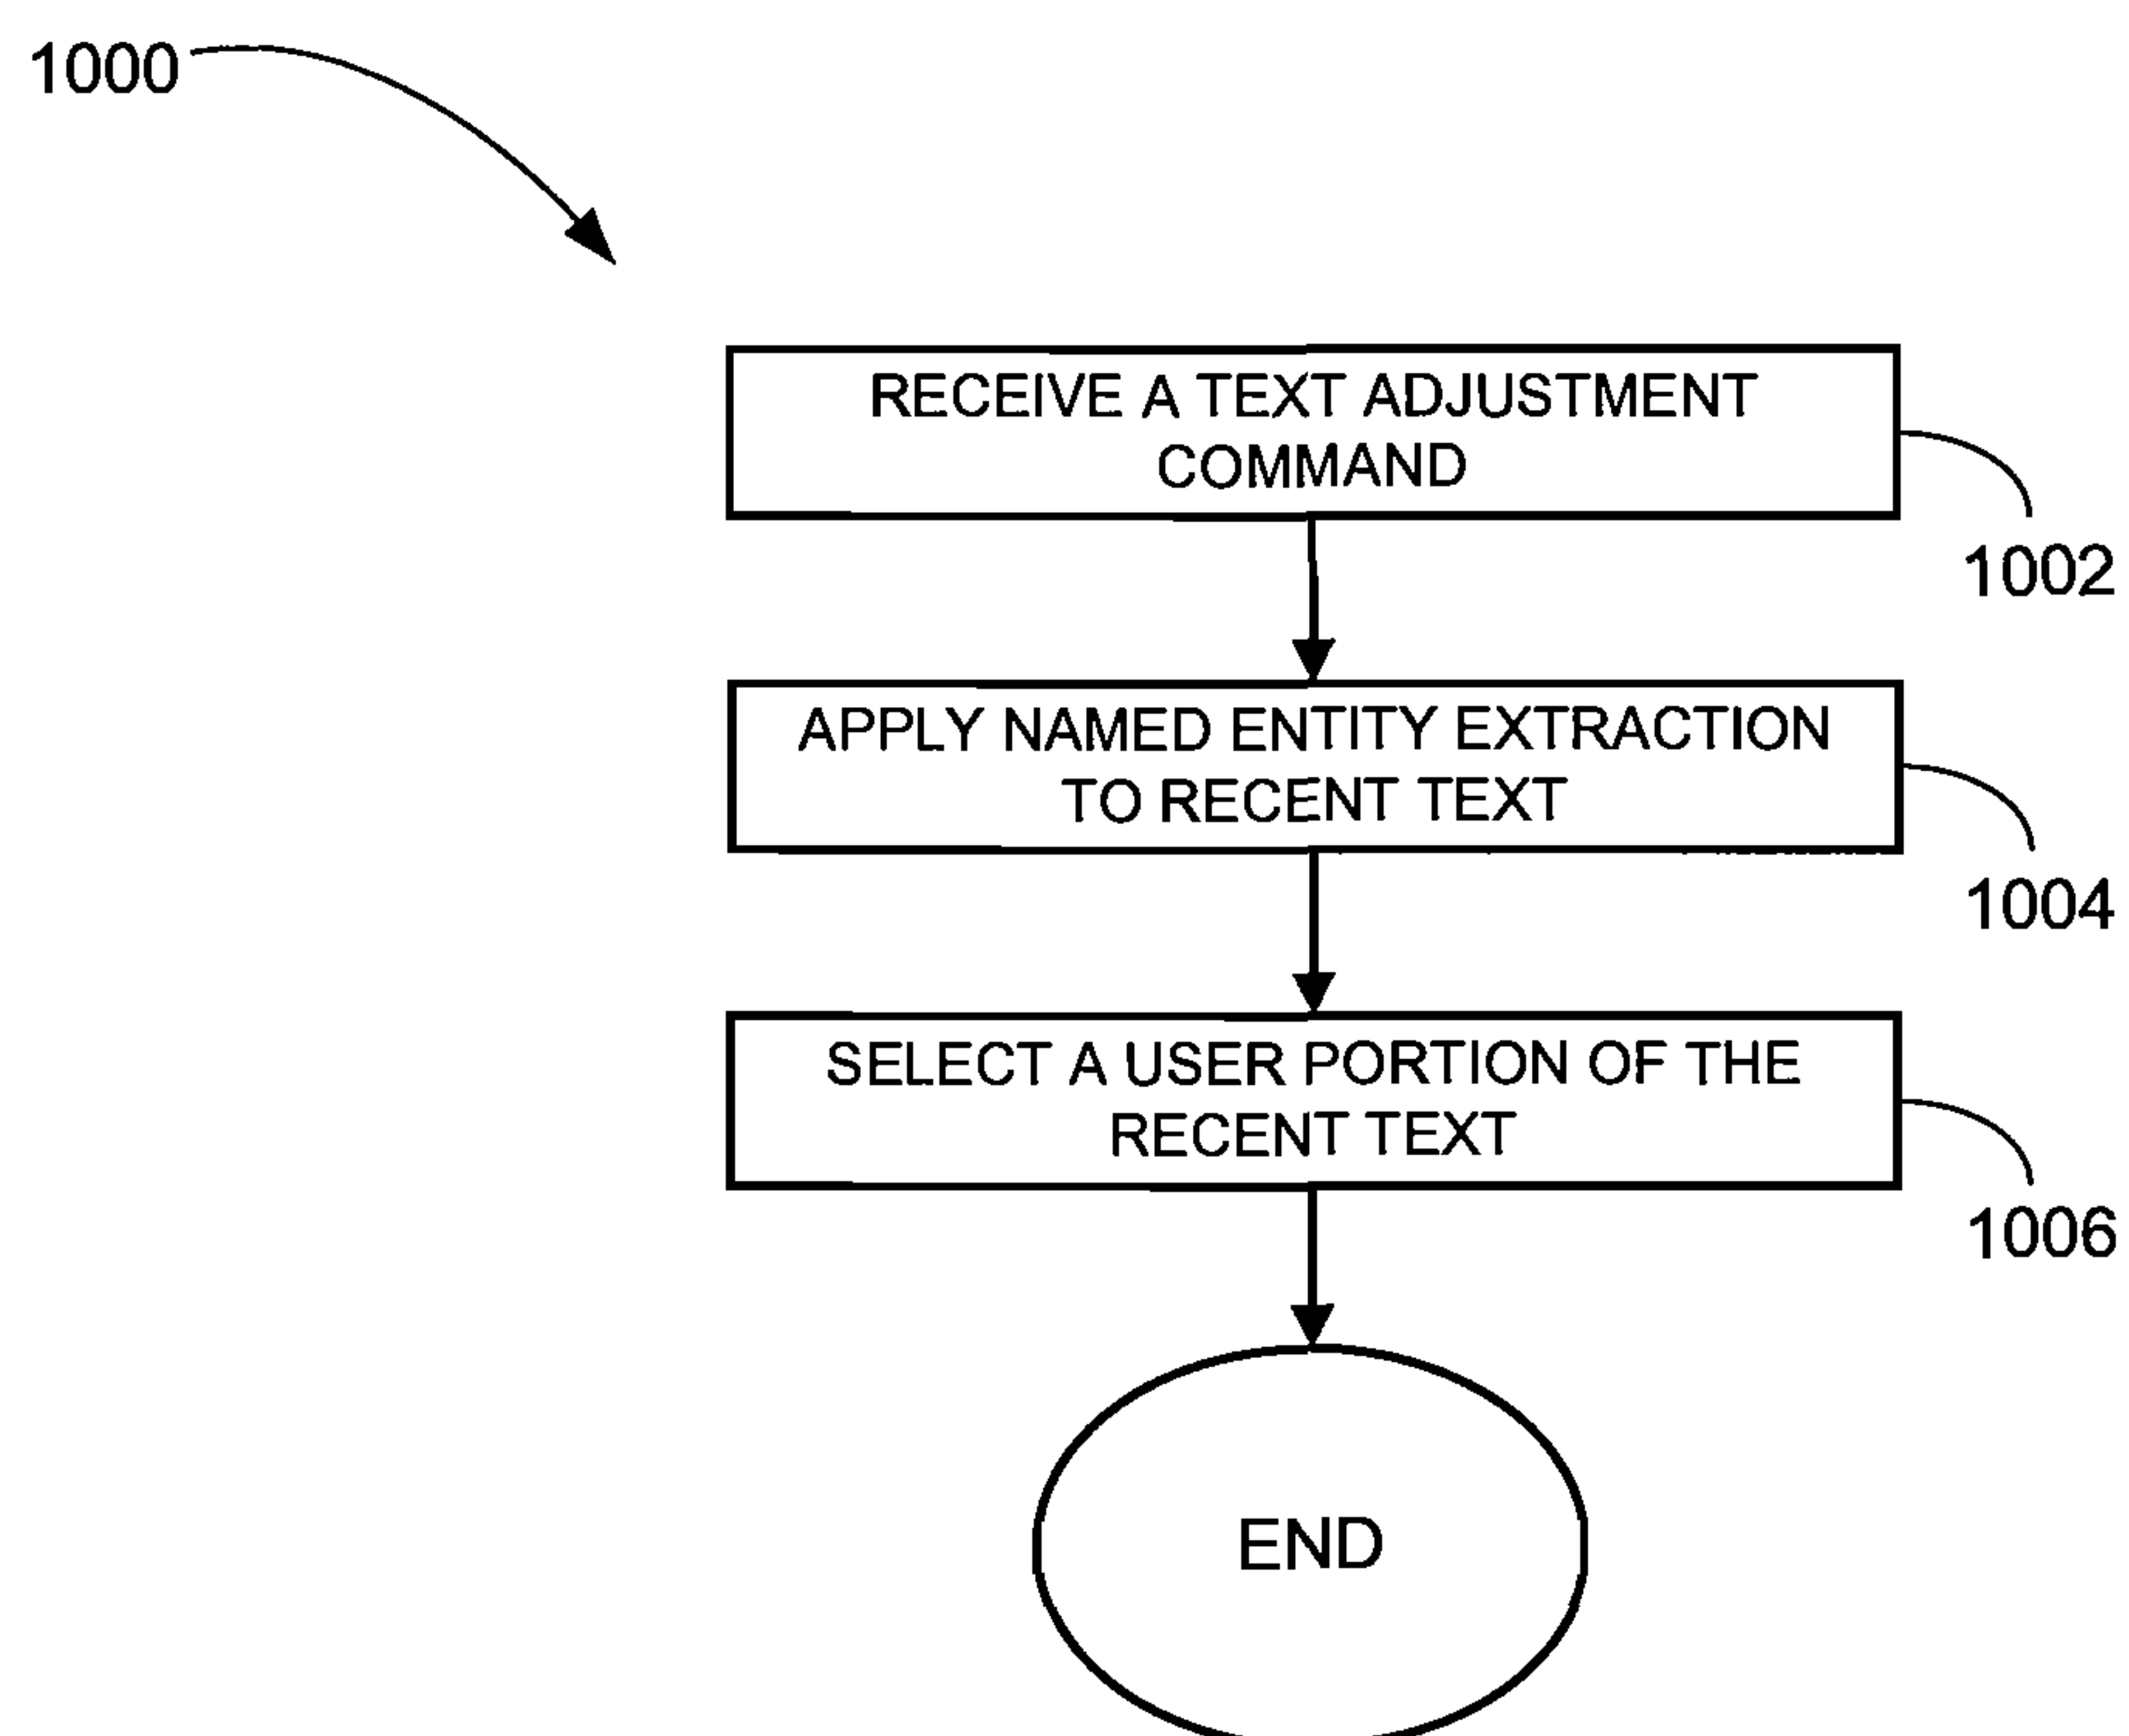 1000
RECEIVE A TEXT ADJUSTMENT
COMMAND
1002
APPLY NAMED ENTITY EXTRACTION
TO RECENT TEXT
1004
SELECT A USER PORTION OF THE
RECENT TEXT
1006
END